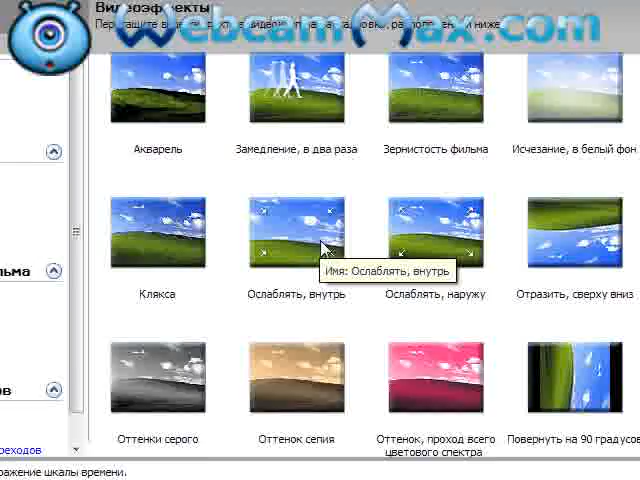 Видеоэффекты
WebcamMax.com
Акварель
Замедление, в два раза
Зернистость фильма
Исчезание, в белый фон
Клякса
Ослаблять, внутрь
Ослаблять, наружу
Отразить, сверху вниз
Имя: Ослаблять, внутрь
Оттенки серого
Оттенок сепия
Оттенок, проход всего
цветового спектра
Повернуть на 90 градусов
ьма
ов
реходов
ражение шкалы времени.